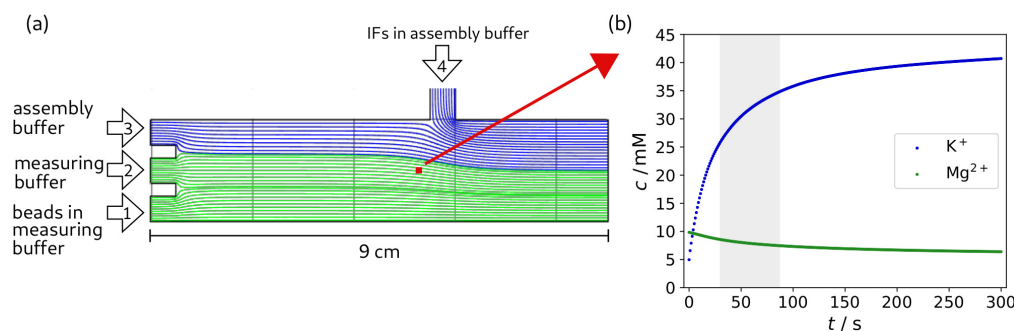 (a)
IFs in assembly buffer
4
assembly
buffer
3
measuring
buffer
2
beads in
measuring
buffer
1
9 cm
(b)
45
40
35
30
25
20
15
10
5
0
c / mM
K⁺
Mg²⁺
0 50 100 150 200 250 300
t / s